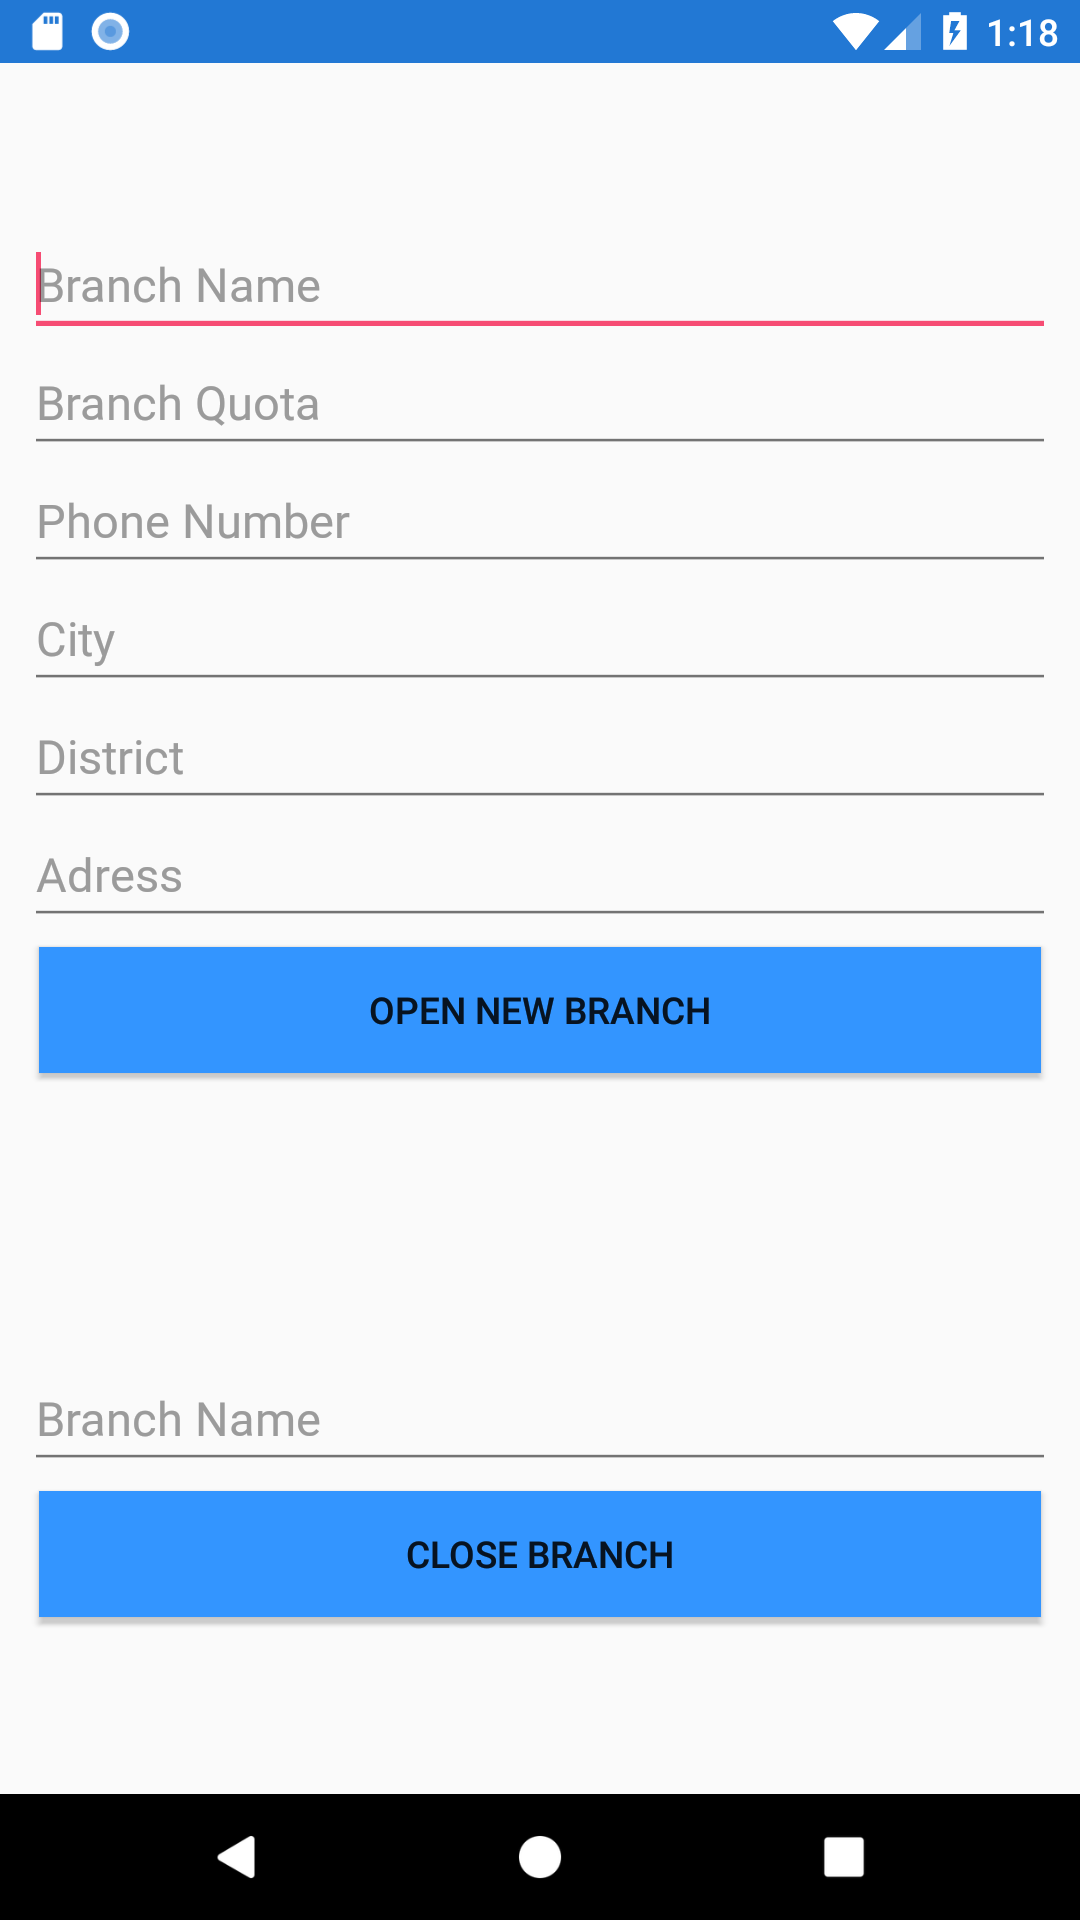 1:18
Branch Name
Branch Quota
Phone Number
City
District
Adress
OPEN NEW BRANCH
Branch Name
CLOSE BRANCH